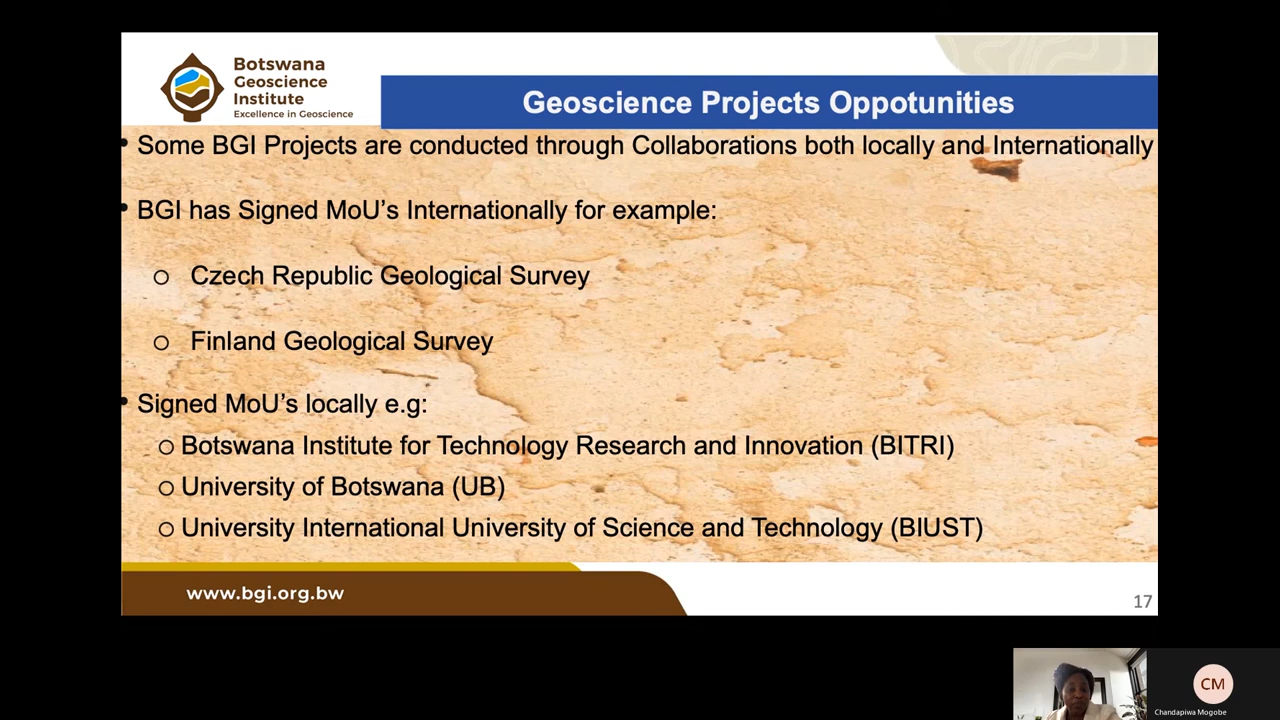 Botswana
Geoscience
Institute
Excellence in Geoscience
Geoscience Projects Oppotunities
• Some BGI Projects are conducted through Collaborations both locally and Internationally
• BGI has Signed MoU's Internationally for example:
o Czech Republic Geological Survey
o Finland Geological Survey
• Signed MoU's locally e.g:
o Botswana Institute for Technology Research and Innovation (BITRI)
o University of Botswana (UB)
o University International University of Science and Technology (BIUST)
www.bgi.org.bw
17
CM
Chandapiwa Mogobe